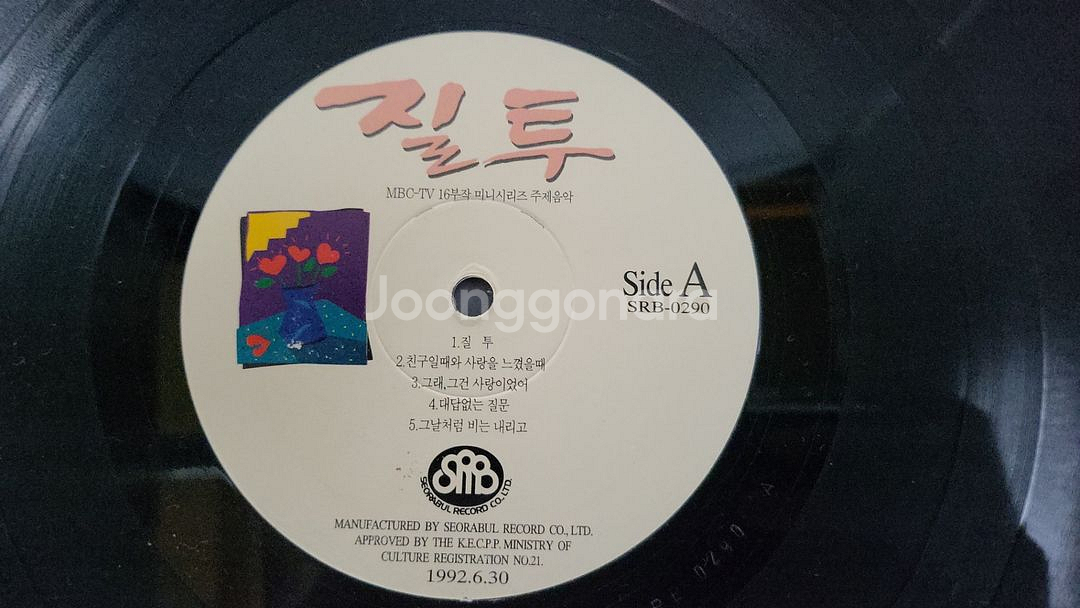 질투
MBC-TV 16부작 미니시리즈 주제음악
Side A
SRB-0290
Joonggonara
1.질 투
2.친구일때와 사랑을 느꼈을때
3.그래,그건 사랑이었어
4.대답없는 질문
5.그날처럼 비는 내리고
SRB
SEORABUL RECORD CO., LTD.
MANUFACTURED BY SEORABUL RECORD CO., LTD.
APPROVED BY THE K.E.C.P.P. MINISTRY OF
CULTURE REGISTRATION NO.21.
1992.6.30
0290 A